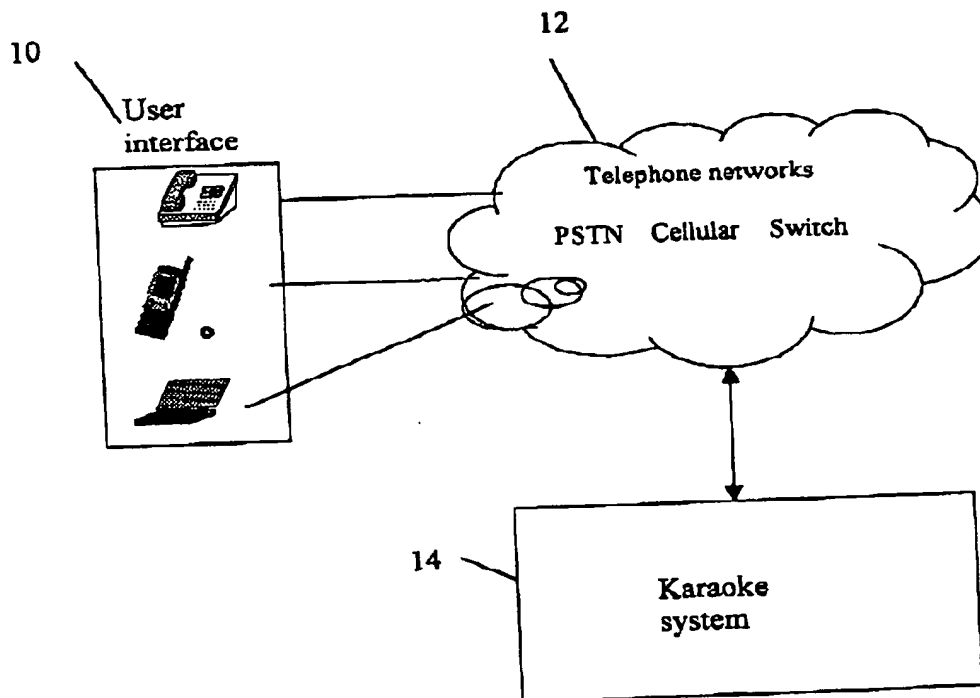 10
12
User
interface
Telephone networks
PSTN Cellular Switch
14
Karaoke
system